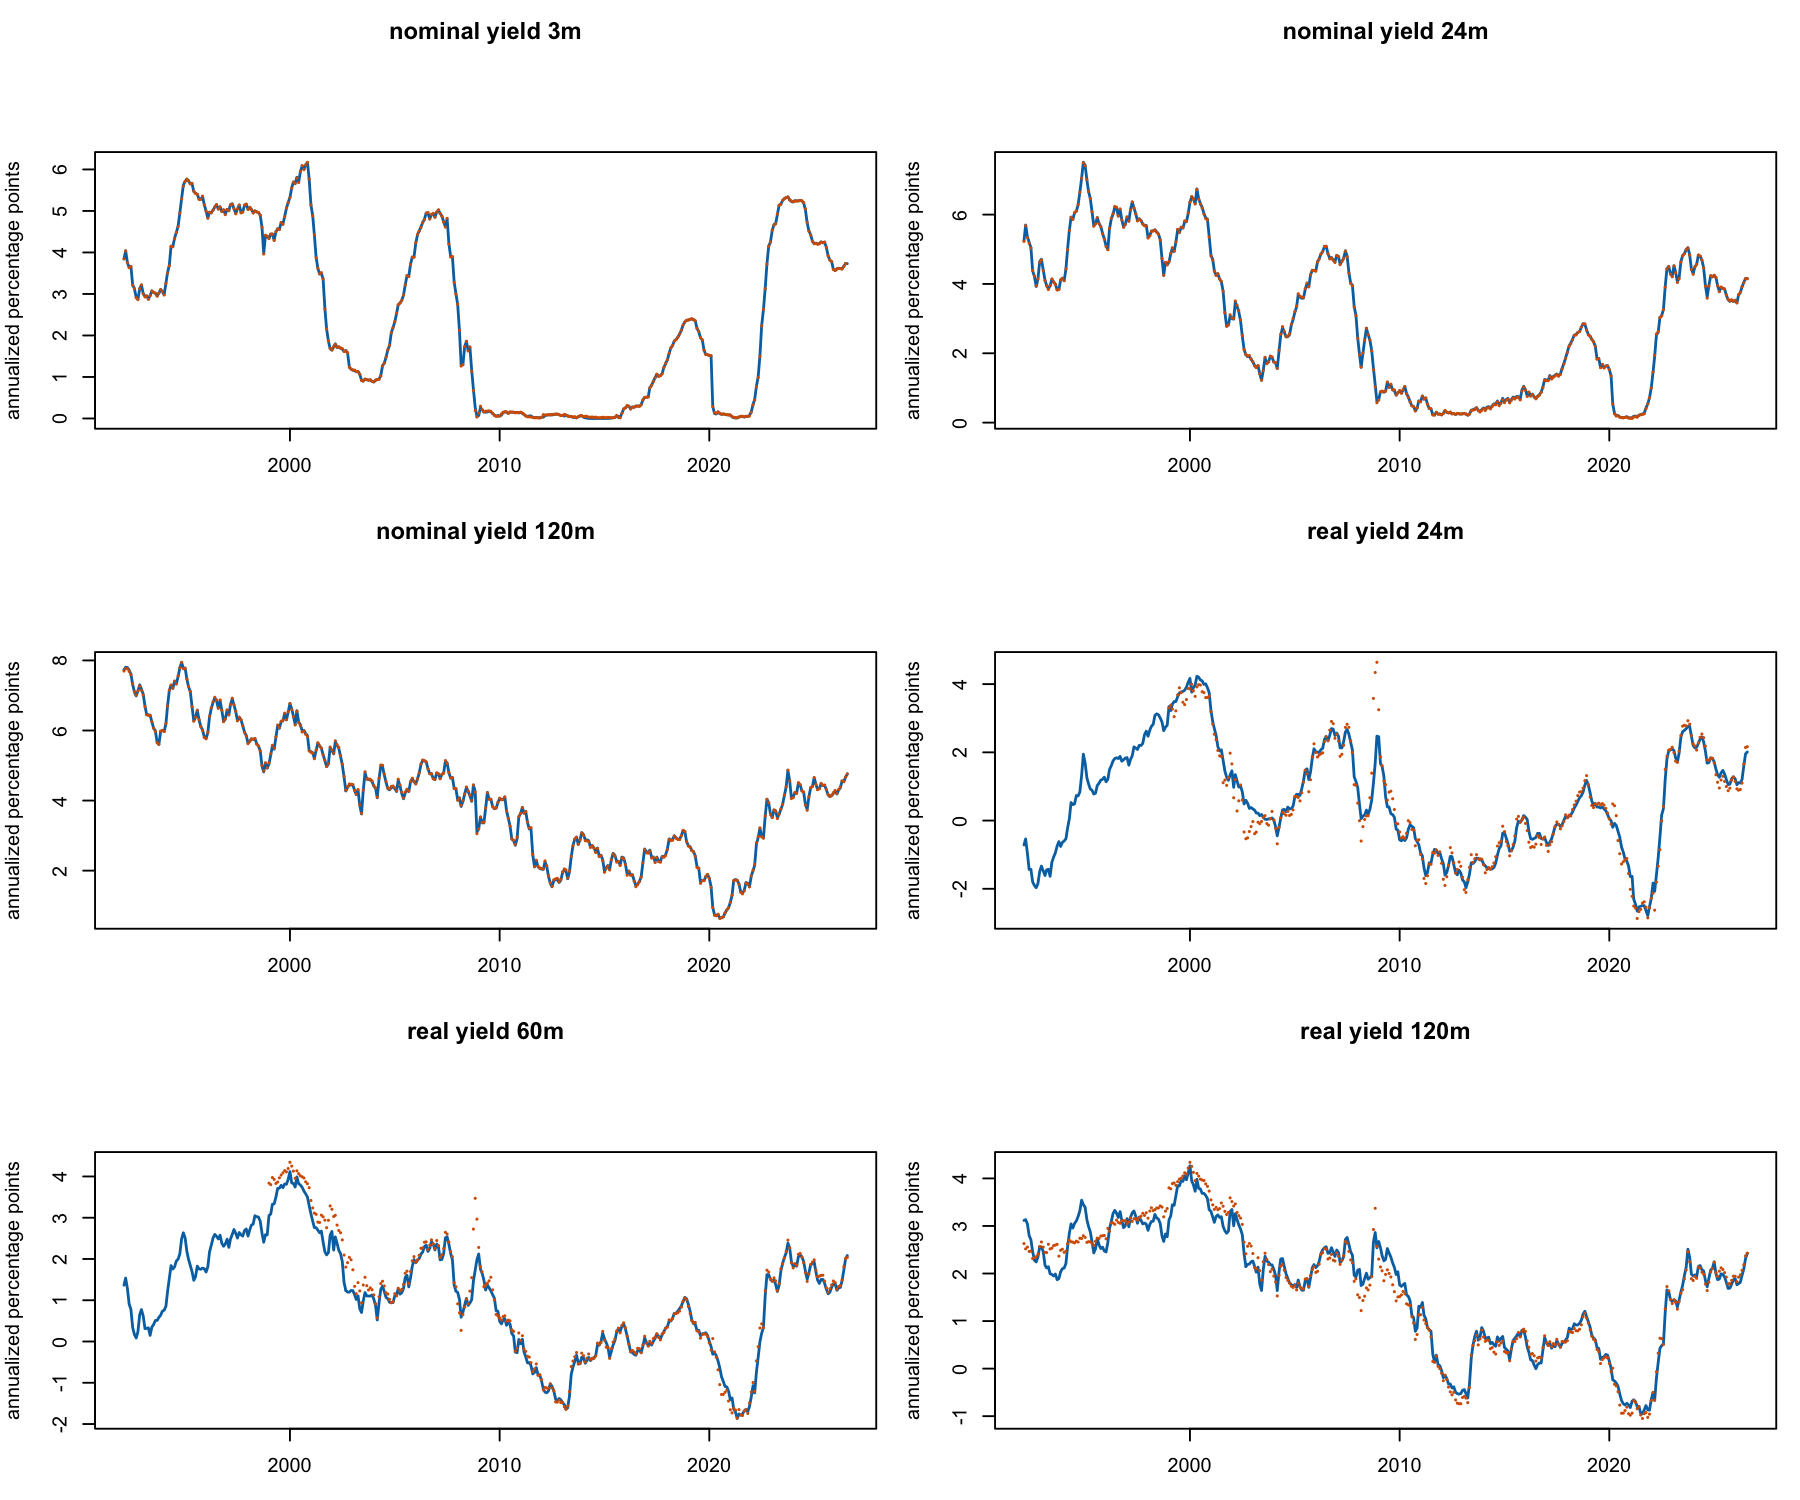 nominal yield 3m
annualized percentage points
0 1 2 3 4 5 6
2000 2010 2020
nominal yield 24m
annualized percentage points
0 2 4 6
2000 2010 2020
nominal yield 120m
annualized percentage points
2 4 6 8
2000 2010 2020
real yield 24m
annualized percentage points
-2 0 2 4
2000 2010 2020
real yield 60m
annualized percentage points
-2 -1 0 1 2 3 4
2000 2010 2020
real yield 120m
annualized percentage points
-1 0 1 2 3 4
2000 2010 2020